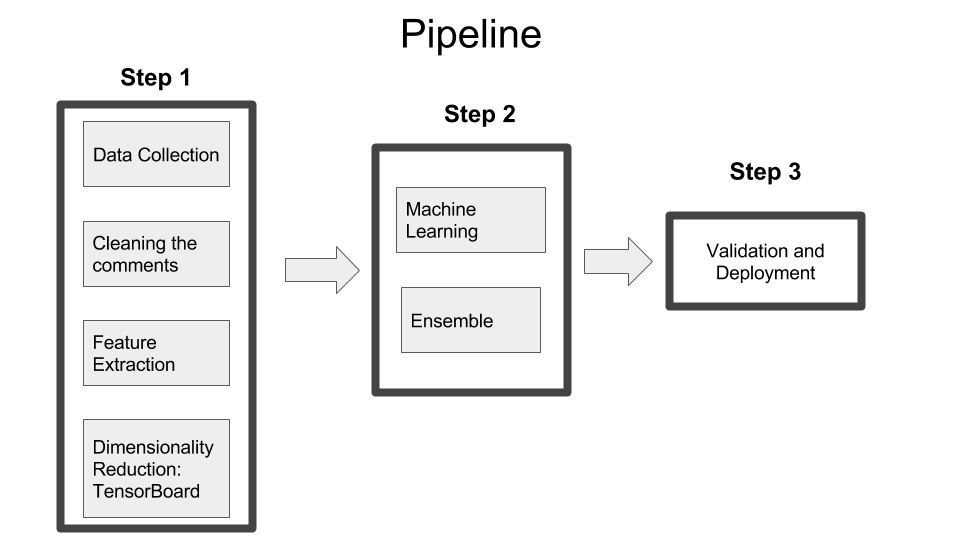 Pipeline
Step 1
Data Collection
Cleaning the
comments
Feature
Extraction
Dimensionality
Reduction:
TensorBoard
Step 2
Machine
Learning
Ensemble
Step 3
Validation and
Deployment